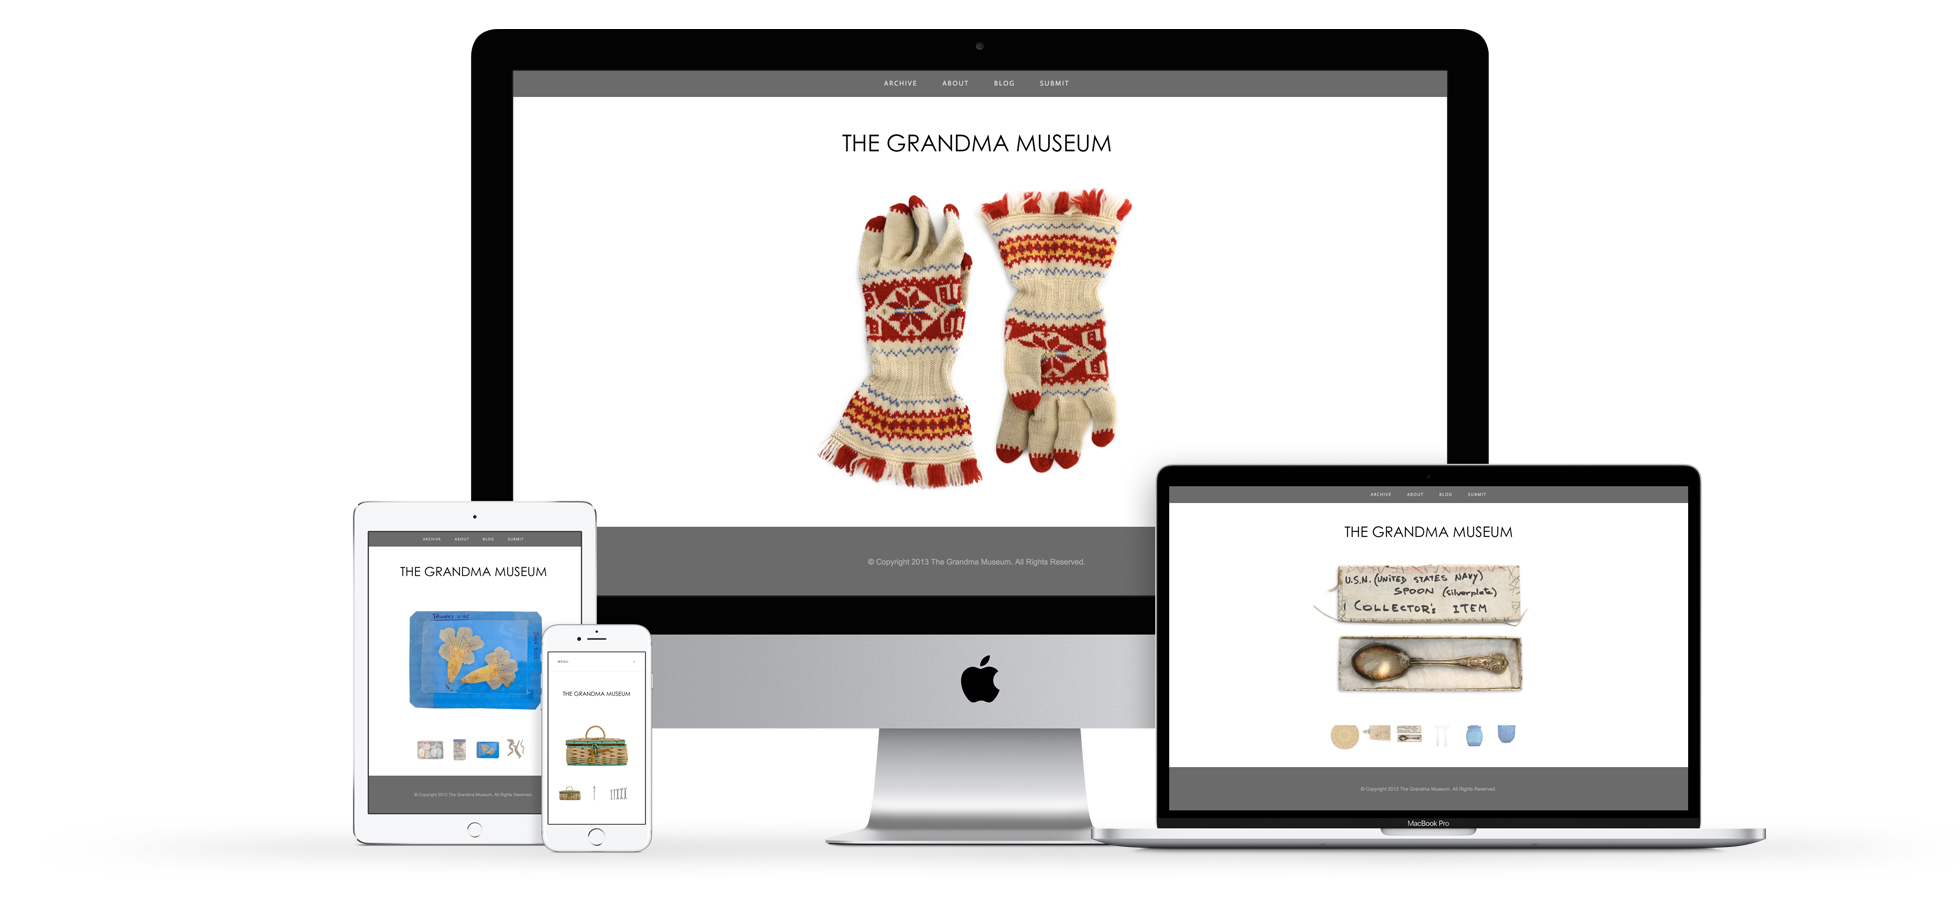 ARCHIVE ABOUT BLOG SUBMIT
THE GRANDMA MUSEUM
© Copyright 2013 The Grandma Museum. All Rights Reserved.
ARCHIVE ABOUT BLOG SUBMIT
THE GRANDMA MUSEUM
TRUMPET VINE
© Copyright 2013 The Grandma Museum. All Rights Reserved.
MENU
THE GRANDMA MUSEUM
ARCHIVE ABOUT BLOG SUBMIT
THE GRANDMA MUSEUM
U.S.N. (UNITED STATES NAVY)
SPOON (silverplate)
COLLECTOR'S ITEM
© Copyright 2013 The Grandma Museum. All Rights Reserved.
MacBook Pro